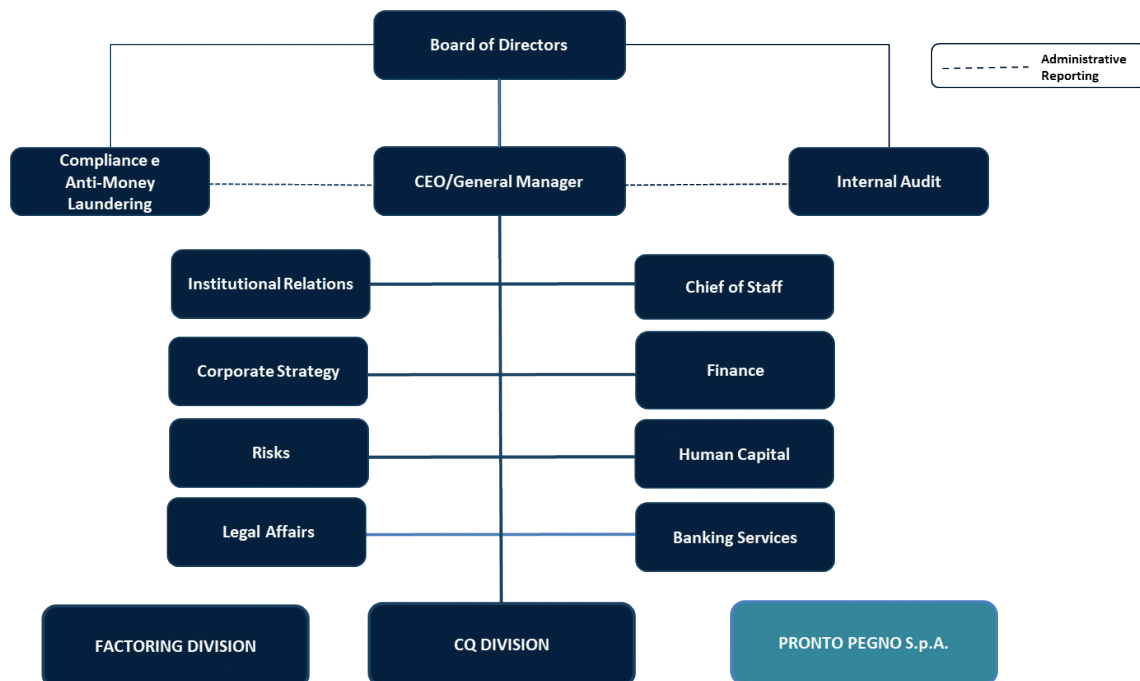 Board of Directors
Administrative
Reporting
Compliance e
Anti-Money
Laundering
CEO/General Manager
Internal Audit
Institutional Relations
Chief of Staff
Corporate Strategy
Finance
Risks
Human Capital
Legal Affairs
Banking Services
FACTORING DIVISION
CQ DIVISION
PRONTO PEGNO S.p.A.